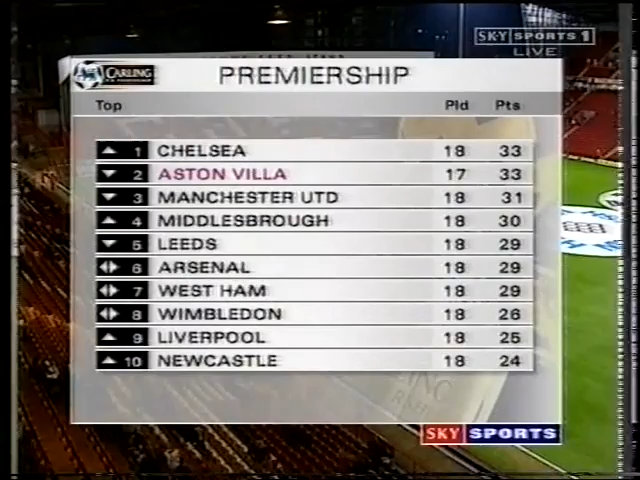 SKY SPORTS 1
LIVE
CARLING PREMIERSHIP
Top Pld Pts
1 CHELSEA 18 33
2 ASTON VILLA 17 33
3 MANCHESTER UTD 18 31
4 MIDDLESBROUGH 18 30
5 LEEDS 18 29
6 ARSENAL 18 29
7 WEST HAM 18 29
8 WIMBLEDON 18 26
9 LIVERPOOL 18 25
10 NEWCASTLE 18 24
SKY SPORTS